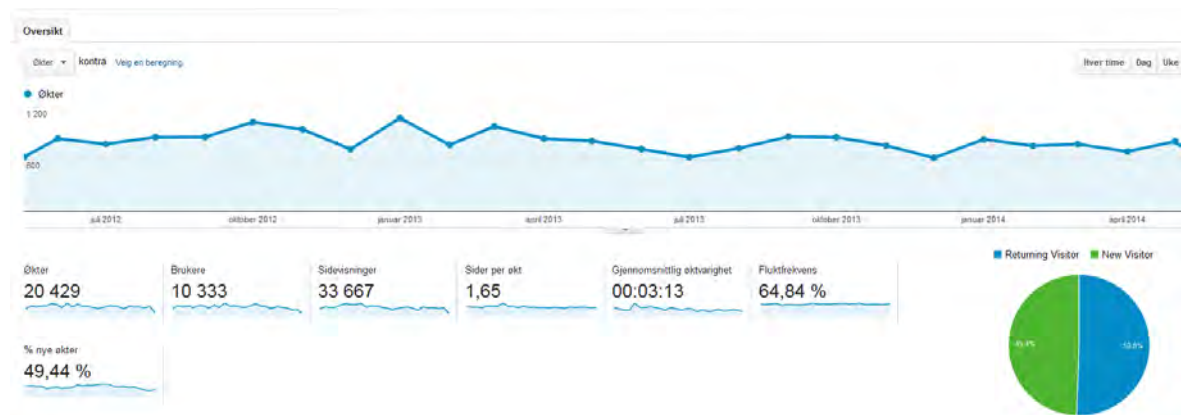 Oversikt
Økter kontra Velg en beregning
Hver time Dag Uke
Økter
1 200
600
juli 2012 oktober 2012 januar 2013 april 2013 juli 2013 oktober 2013 januar 2014 april 2014
Returning Visitor New Visitor
Økter Brukere Sidevisninger Sider per økt Gjennomsnittlig øktvarighet Fluktfrekvens
20 429 10 333 33 667 1,65 00:03:13 64,84 %
% nye økter
49,44 %